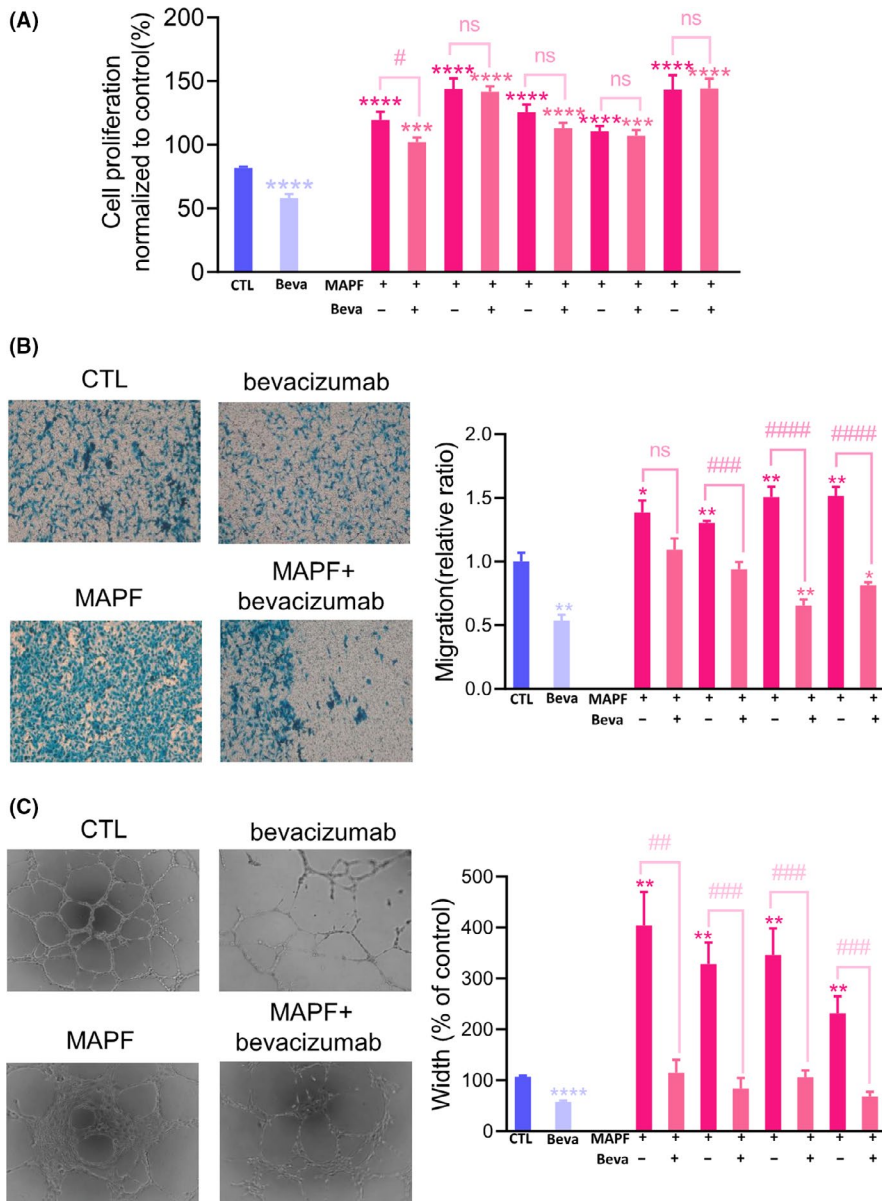 (A)
Cell proliferation
normalized to control(%)
200
150
100
50
0
****
****
#
***
****
ns
****
****
ns
****
****
ns
***
****
ns
****
CTL Beva MAPF + + + + + + + + + +
Beva – + – + – + – + – +
(B)
CTL
bevacizumab
MAPF
MAPF+
bevacizumab
Migration(relative ratio)
2.0
1.5
1.0
0.5
0.0
**
*
ns
**
###
**
####
**
**
####
*
CTL Beva MAPF + + + + + + + +
Beva – + – + – + – +
(C)
CTL
bevacizumab
MAPF
MAPF+
bevacizumab
Width (% of control)
500
400
300
200
100
0
****
**
##
**
###
**
###
**
###
CTL Beva MAPF + + + + + + + +
Beva – + – + – + – +